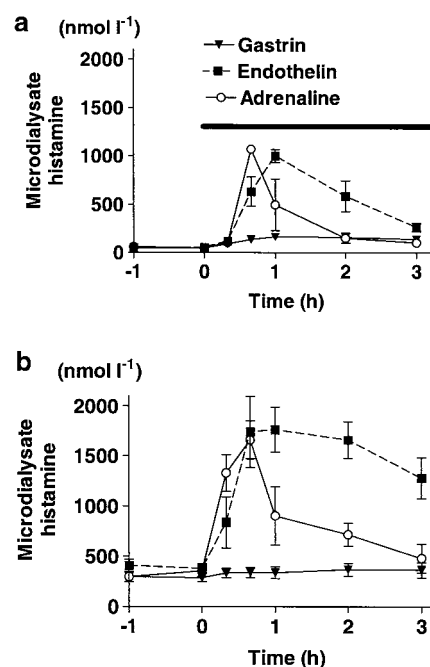 a
(nmol l⁻¹)
Gastrin
Endothelin
Adrenaline
Microdialysate
histamine
2000
1500
1000
500
0
-1
0
1
2
3
Time (h)
b
(nmol l⁻¹)
Microdialysate
histamine
2000
1500
1000
500
0
-1
0
1
2
3
Time (h)